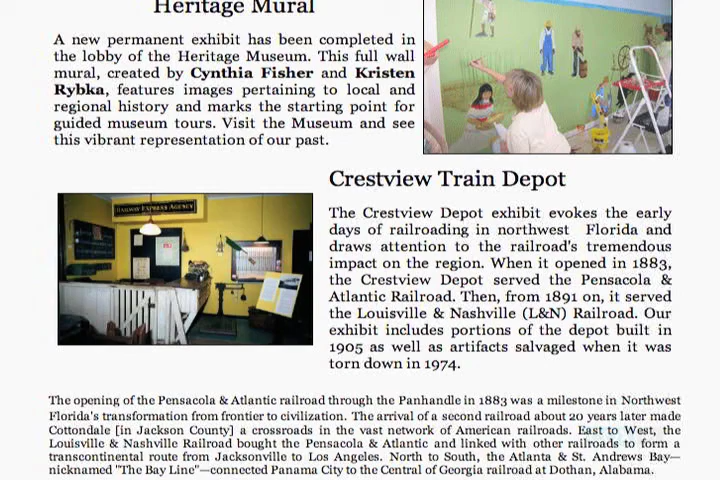 Heritage Mural
A new permanent exhibit has been completed in
the lobby of the Heritage Museum. This full wall
mural, created by Cynthia Fisher and Kristen
Rybka, features images pertaining to local and
regional history and marks the starting point for
guided museum tours. Visit the Museum and see
this vibrant representation of our past.
Crestview Train Depot
RAILWAY EXPRESS AGENCY
The Crestview Depot exhibit evokes the early
days of railroading in northwest Florida and
draws attention to the railroad's tremendous
impact on the region. When it opened in 1883,
the Crestview Depot served the Pensacola &
Atlantic Railroad. Then, from 1891 on, it served
the Louisville & Nashville (L&N) Railroad. Our
exhibit includes portions of the depot built in
1905 as well as artifacts salvaged when it was
torn down in 1974.
The opening of the Pensacola & Atlantic railroad through the Panhandle in 1883 was a milestone in Northwest
Florida's transformation from frontier to civilization. The arrival of a second railroad about 20 years later made
Cottondale [in Jackson County] a crossroads in the vast network of American railroads. East to West, the
Louisville & Nashville Railroad bought the Pensacola & Atlantic and linked with other railroads to form a
transcontinental route from Jacksonville to Los Angeles. North to South, the Atlanta & St. Andrews Bay—
nicknamed "The Bay Line"—connected Panama City to the Central of Georgia railroad at Dothan, Alabama.